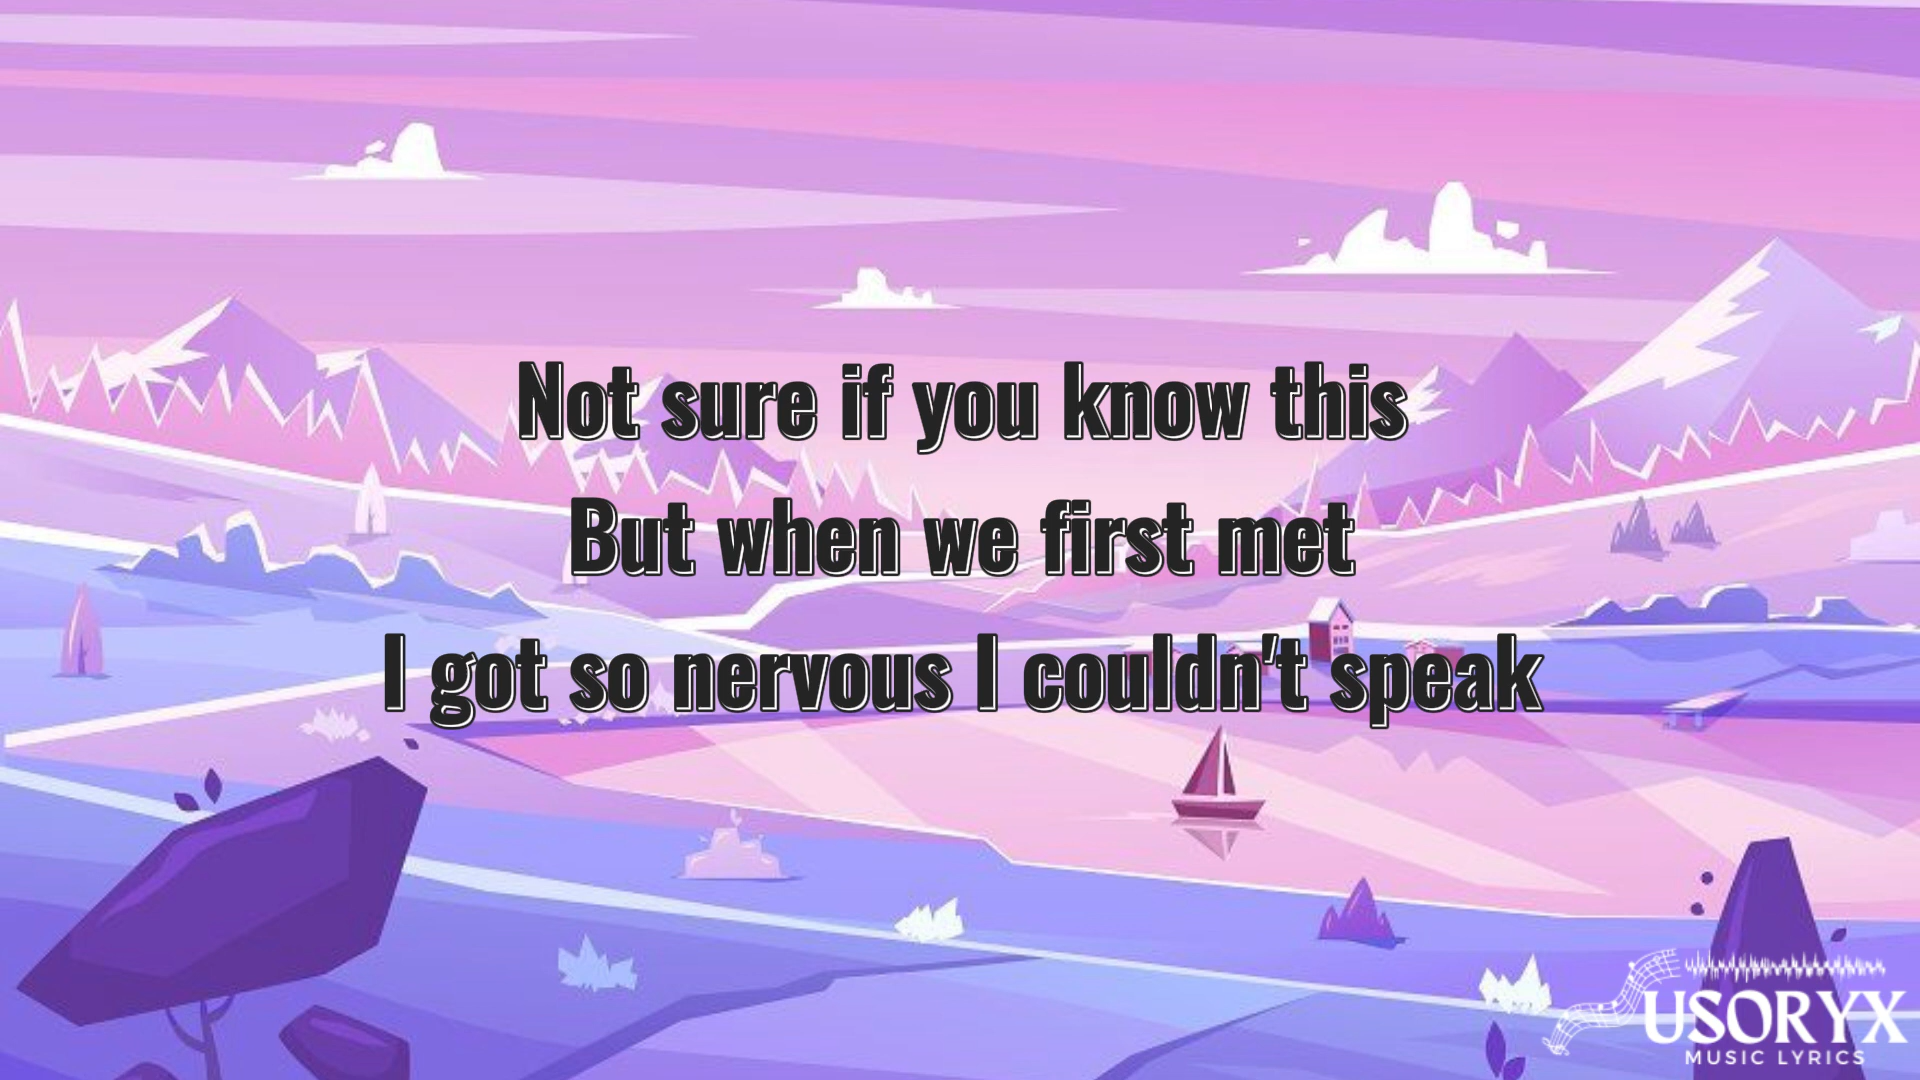 Not sure if you know this
But when we first met
I got so nervous I couldn't speak
USORYX
MUSIC LYRICS